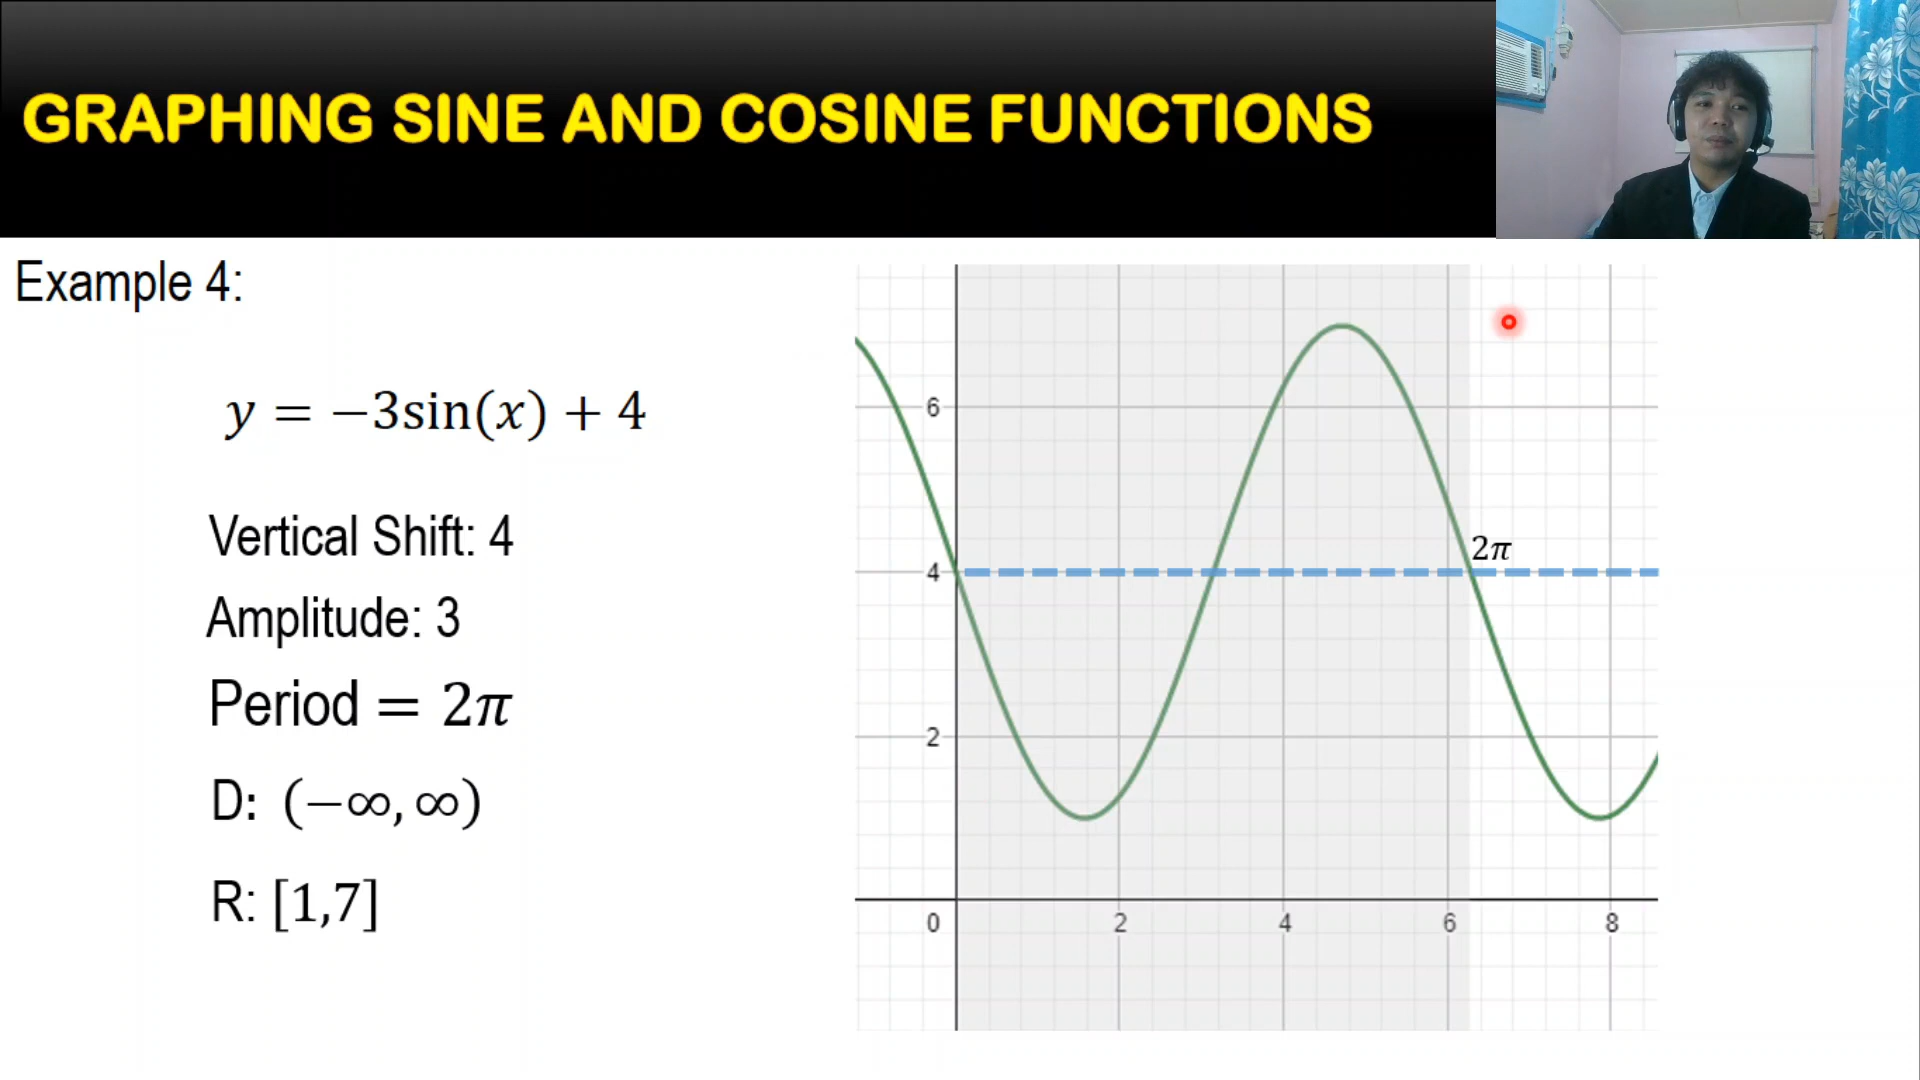 GRAPHING SINE AND COSINE FUNCTIONS
Example 4:
y = −3sin(x) + 4
Vertical Shift: 4
Amplitude: 3
Period = 2π
D: (−∞, ∞)
R: [1,7]
6
2π
4
2
0 2 4 6 8